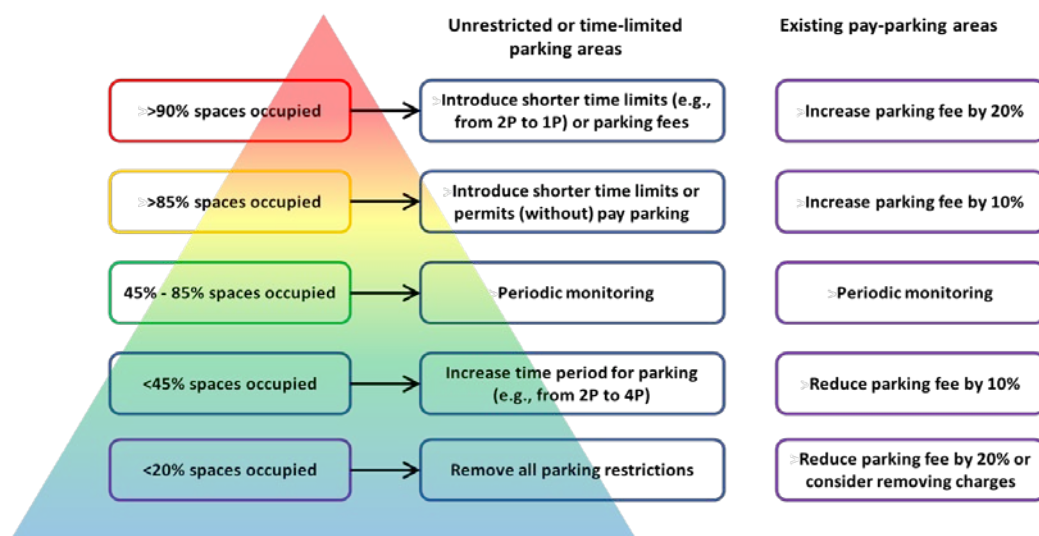 Unrestricted or time-limited
parking areas
Existing pay-parking areas
>90% spaces occupied
Introduce shorter time limits (e.g.,
from 2P to 1P) or parking fees
Increase parking fee by 20%
>85% spaces occupied
Introduce shorter time limits or
permits (without) pay parking
Increase parking fee by 10%
45% - 85% spaces occupied
Periodic monitoring
Periodic monitoring
<45% spaces occupied
Increase time period for parking
(e.g., from 2P to 4P)
Reduce parking fee by 10%
<20% spaces occupied
Remove all parking restrictions
Reduce parking fee by 20% or
consider removing charges